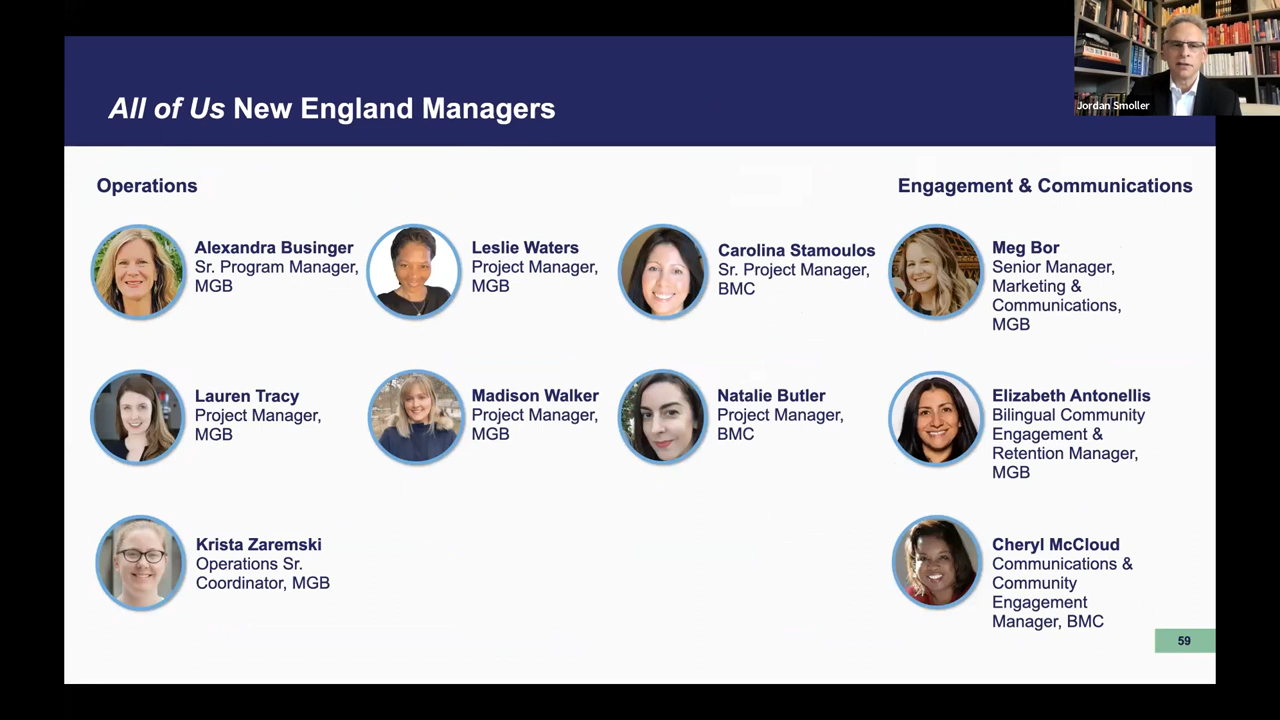 Jordan Smoller
All of Us New England Managers
Operations
Engagement & Communications
Alexandra Businger
Sr. Program Manager,
MGB
Leslie Waters
Project Manager,
MGB
Carolina Stamoulos
Sr. Project Manager,
BMC
Meg Bor
Senior Manager,
Marketing &
Communications,
MGB
Lauren Tracy
Project Manager,
MGB
Madison Walker
Project Manager,
MGB
Natalie Butler
Project Manager,
BMC
Elizabeth Antonellis
Bilingual Community
Engagement &
Retention Manager,
MGB
Krista Zaremski
Operations Sr.
Coordinator, MGB
Cheryl McCloud
Communications &
Community
Engagement
Manager, BMC
59